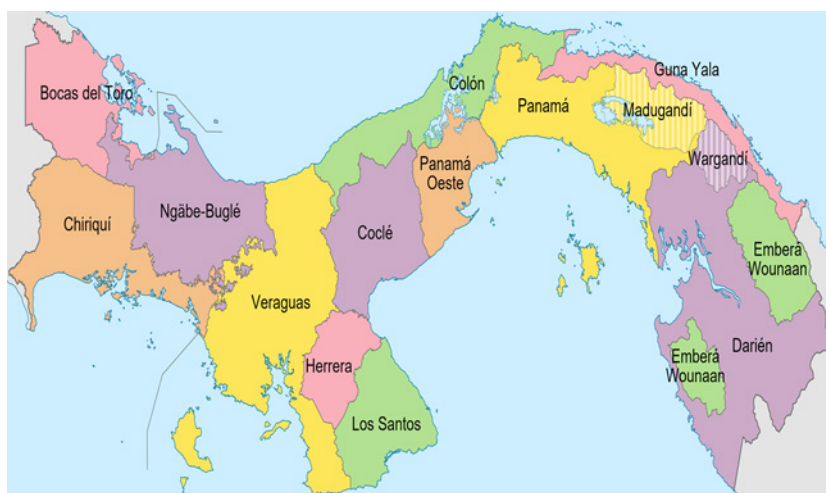 Guna Yala
Colón
Bocas del Toro
Panamá
Madugandí
Panamá
Oeste
Wargandí
Ngäbe-Buglé
Chiriquí
Coclé
Emberá
Wounaan
Veraguas
Herrera
Emberá
Wounaan
Darién
Los Santos